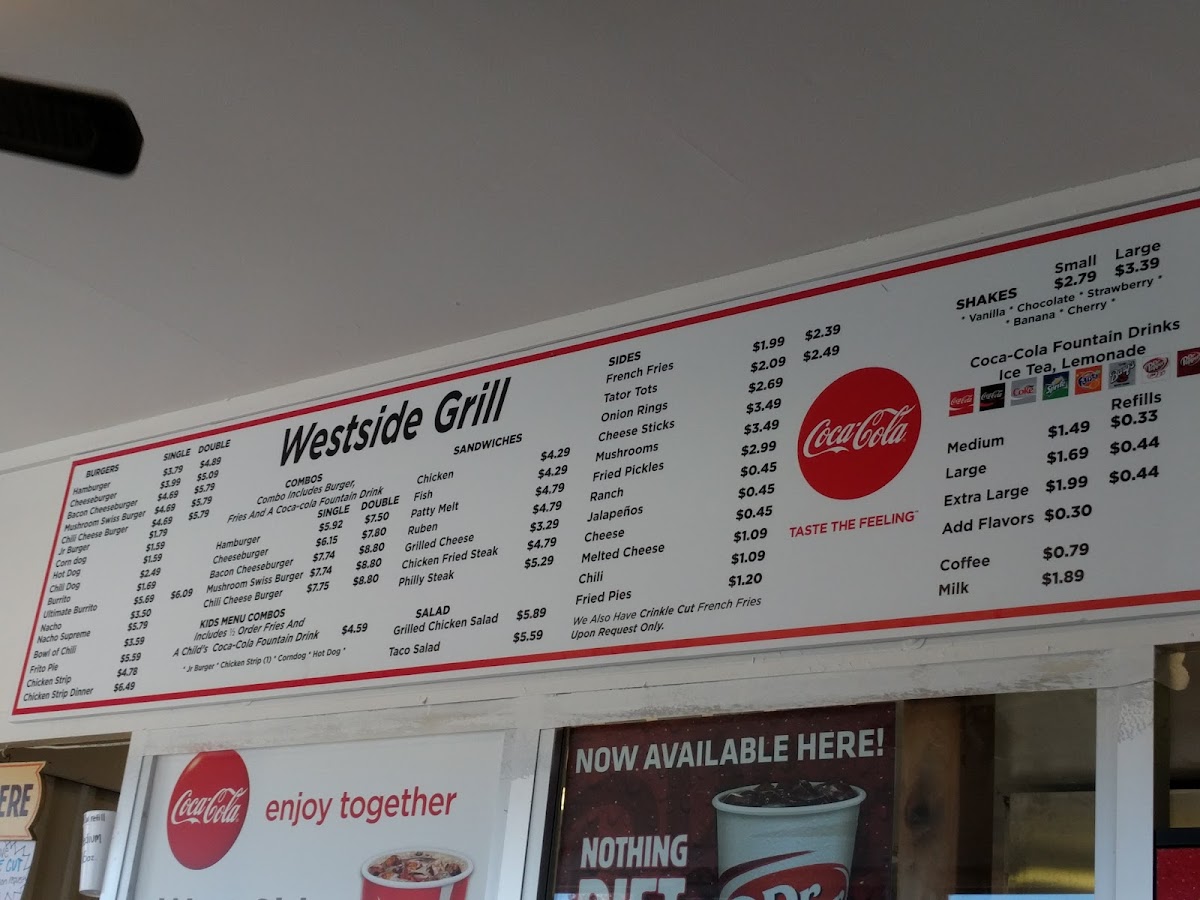 Westside Grill
BURGERS SINGLE DOUBLE
Hamburger $3.79 $4.89
Cheeseburger $3.99 $5.09
Bacon Cheeseburger $4.69 $5.79
Mushroom Swiss Burger $4.69 $5.79
Chili Cheese Burger $4.69 $5.79
Jr Burger $1.79
Corn dog $1.59
Hot Dog $1.59
Chili Dog $2.49
Burrito $1.69
Ultimate Burrito $5.69 $6.09
Nacho $3.50
Nacho Supreme $5.79
Bowl of Chili $3.59
Frito Pie $5.59
Chicken Strip $4.78
Chicken Strip Dinner $6.49
COMBOS
Combo Includes Burger,
Fries And A Coca-cola Fountain Drink
SINGLE DOUBLE
Hamburger $5.92 $7.50
Cheeseburger $6.15 $7.80
Bacon Cheeseburger $7.74 $8.80
Mushroom Swiss Burger $7.74 $8.80
Chili Cheese Burger $7.75 $8.80
KIDS MENU COMBOS
Includes ½ Order Fries And
A Child's Coca-Cola Fountain Drink $4.59
* Jr Burger * Chicken Strip (1) * Corndog * Hot Dog *
SANDWICHES
Chicken $4.29
Fish $4.29
Patty Melt $4.79
Ruben $4.79
Grilled Cheese $3.29
Chicken Fried Steak $4.79
Philly Steak $5.29
SALAD
Grilled Chicken Salad $5.89
Taco Salad $5.59
SIDES
French Fries $1.99 $2.39
Tator Tots $2.09 $2.49
Onion Rings $2.69
Cheese Sticks $3.49
Mushrooms $3.49
Fried Pickles $2.99
Ranch $0.45
Jalapeños $0.45
Cheese $0.45
Melted Cheese $1.09
Chili $1.09
Fried Pies $1.20
We Also Have Crinkle Cut French Fries
Upon Request Only.
Coca-Cola
TASTE THE FEELING™
Small Large
SHAKES $2.79 $3.39
* Vanilla * Chocolate * Strawberry *
* Banana * Cherry *
Coca-Cola Fountain Drinks
Ice Tea, Lemonade
Refills
Medium $1.49 $0.33
Large $1.69 $0.44
Extra Large $1.99 $0.44
Add Flavors $0.30
Coffee $0.79
Milk $1.89
Coca-Cola
enjoy together
NOW AVAILABLE HERE!
NOTHING
DIET
Dr
ERE